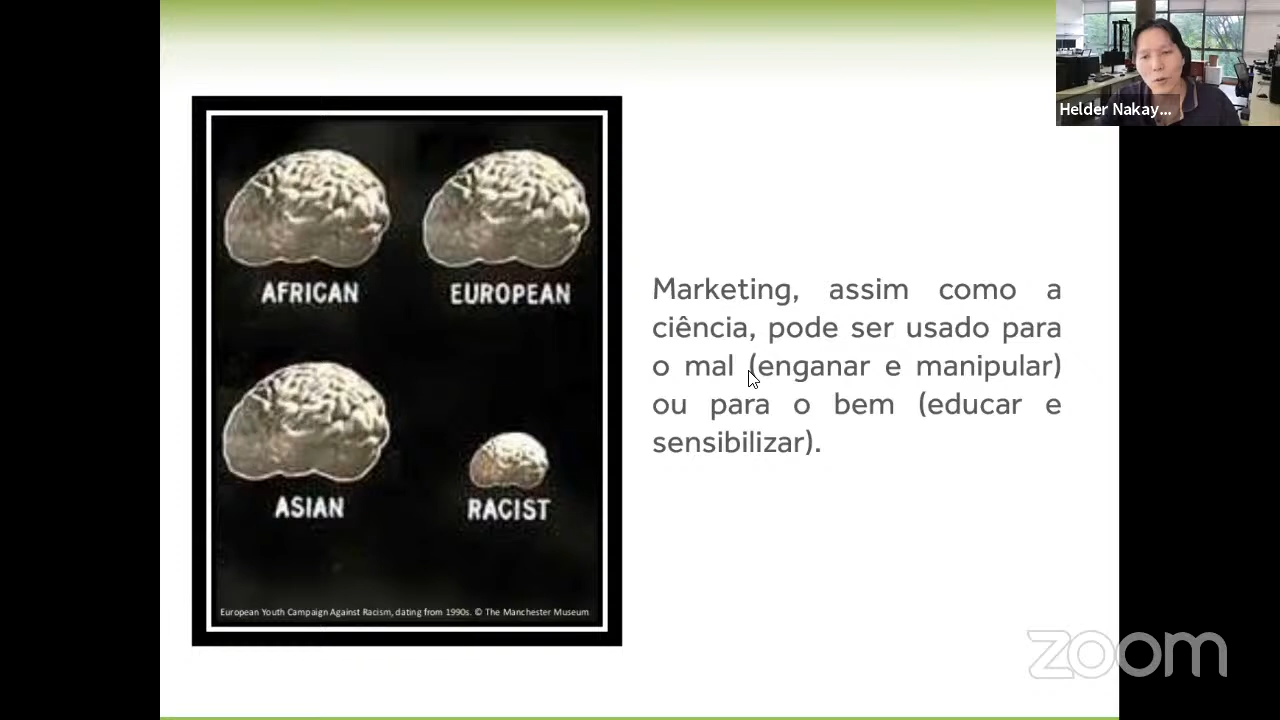 Helder Nakay...
AFRICAN
EUROPEAN
ASIAN
RACIST
European Youth Campaign Against Racism, dating from 1990s. © The Manchester Museum
Marketing, assim como a
ciência, pode ser usado para
o mal (enganar e manipular)
ou para o bem (educar e
sensibilizar).
zoom